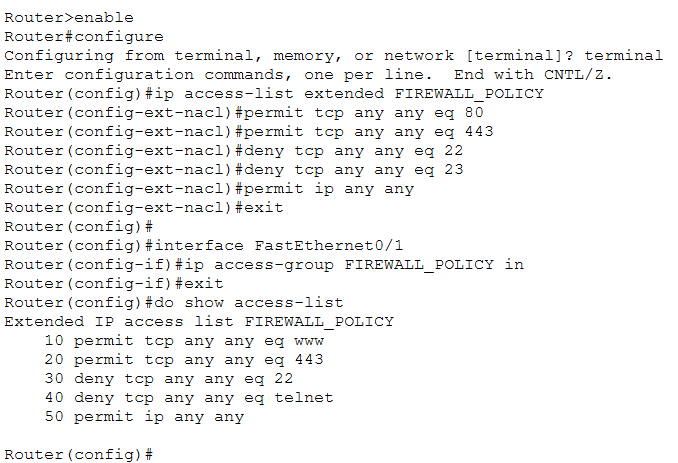 Router>enable
Router#configure
Configuring from terminal, memory, or network [terminal]? terminal
Enter configuration commands, one per line.  End with CNTL/Z.
Router(config)#ip access-list extended FIREWALL_POLICY
Router(config-ext-nacl)#permit tcp any any eq 80
Router(config-ext-nacl)#permit tcp any any eq 443
Router(config-ext-nacl)#deny tcp any any eq 22
Router(config-ext-nacl)#deny tcp any any eq 23
Router(config-ext-nacl)#permit ip any any
Router(config-ext-nacl)#exit
Router(config)#
Router(config)#interface FastEthernet0/1
Router(config-if)#ip access-group FIREWALL_POLICY in
Router(config-if)#exit
Router(config)#do show access-list
Extended IP access list FIREWALL_POLICY
    10 permit tcp any any eq www
    20 permit tcp any any eq 443
    30 deny tcp any any eq 22
    40 deny tcp any any eq telnet
    50 permit ip any any

Router(config)#